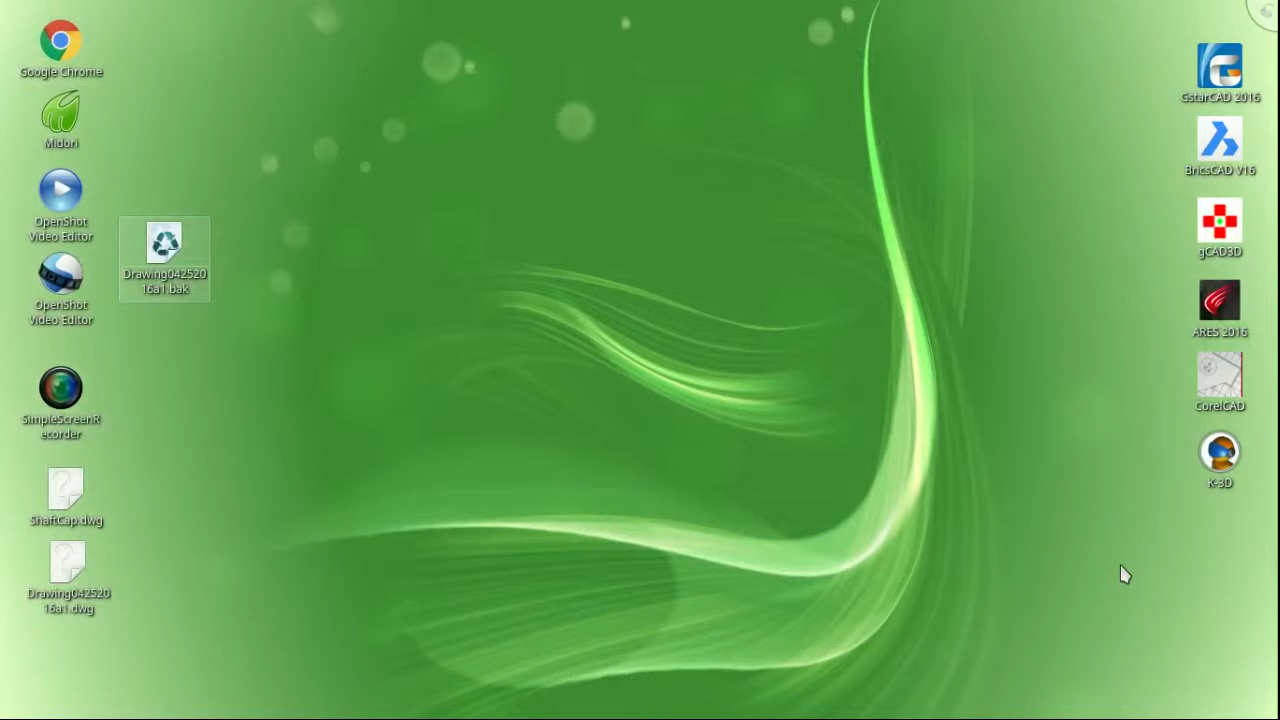 Google Chrome
Midori
OpenShot
Video Editor
Drawing042520
16a1.bak
OpenShot
Video Editor
SimpleScreenR
ecorder
ShaftCap.dwg
Drawing042520
16a1.dwg
GstarCAD 2016
BricsCAD V16
gCAD3D
ARES 2016
CorelCAD
K-3D